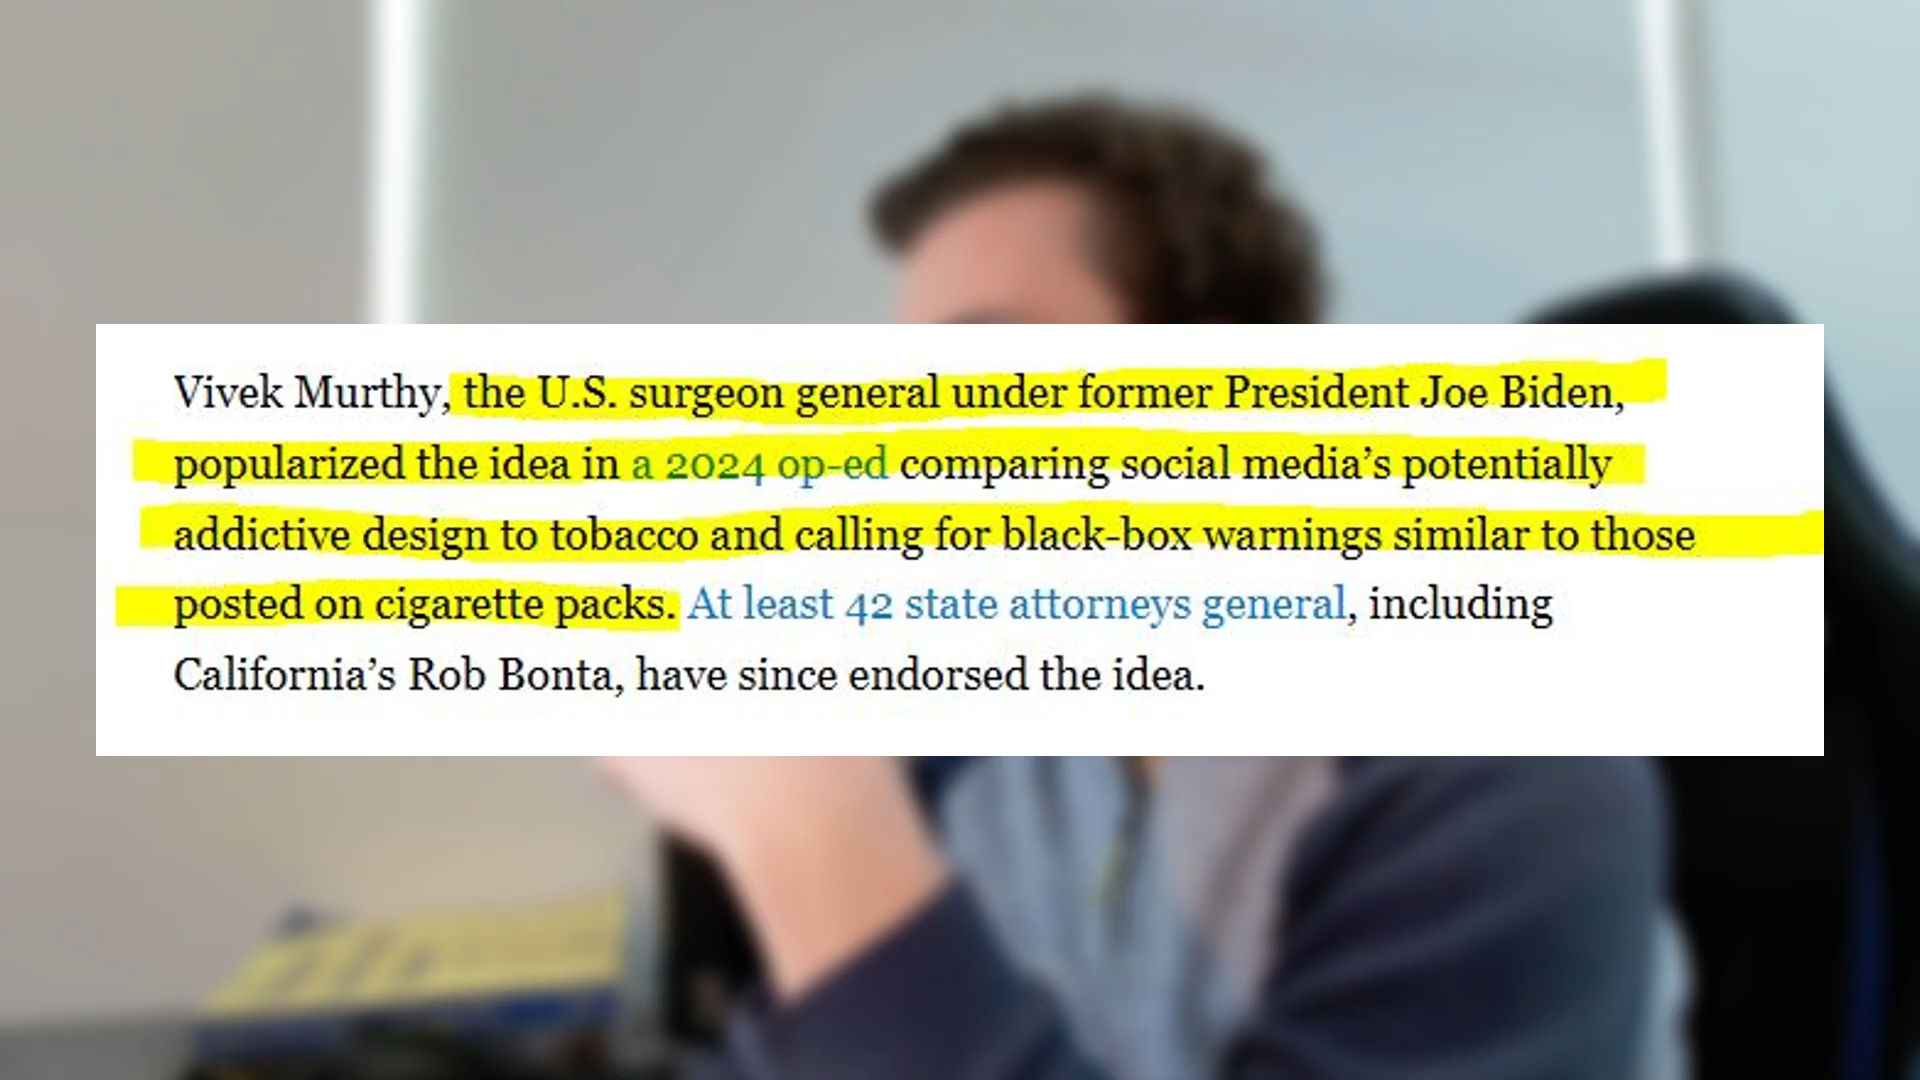 Vivek Murthy, the U.S. surgeon general under former President Joe Biden,
popularized the idea in a 2024 op-ed comparing social media’s potentially
addictive design to tobacco and calling for black-box warnings similar to those
posted on cigarette packs. At least 42 state attorneys general, including
California’s Rob Bonta, have since endorsed the idea.